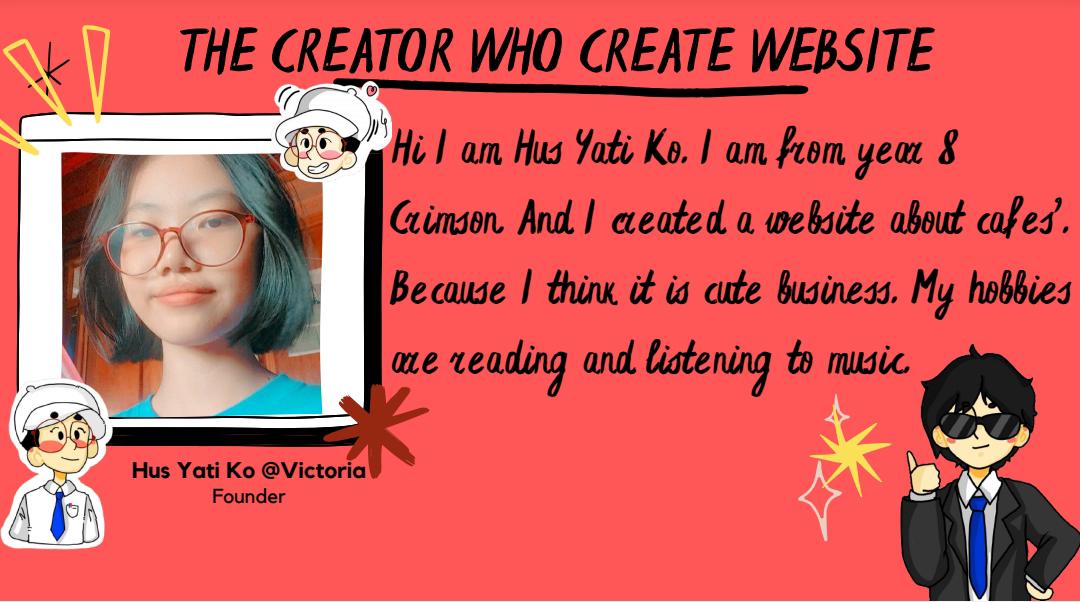 THE CREATOR WHO CREATE WEBSITE
Hi I am Hus Yati Ko. I am from year 8
Crimson. And I created a website about cafes'.
Because I think it is cute business. My hobbies
are reading and listening to music.
Hus Yati Ko @Victoria
Founder